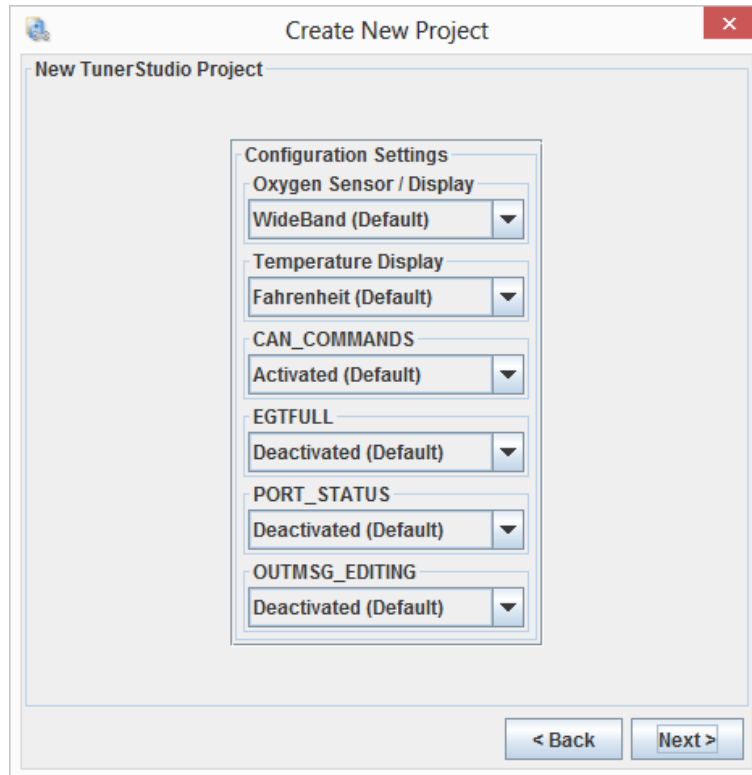 Create New Project
New TunerStudio Project
Configuration Settings
Oxygen Sensor / Display
WideBand (Default)
Temperature Display
Fahrenheit (Default)
CAN_COMMANDS
Activated (Default)
EGTFULL
Deactivated (Default)
PORT_STATUS
Deactivated (Default)
OUTMSG_EDITING
Deactivated (Default)
< Back Next >